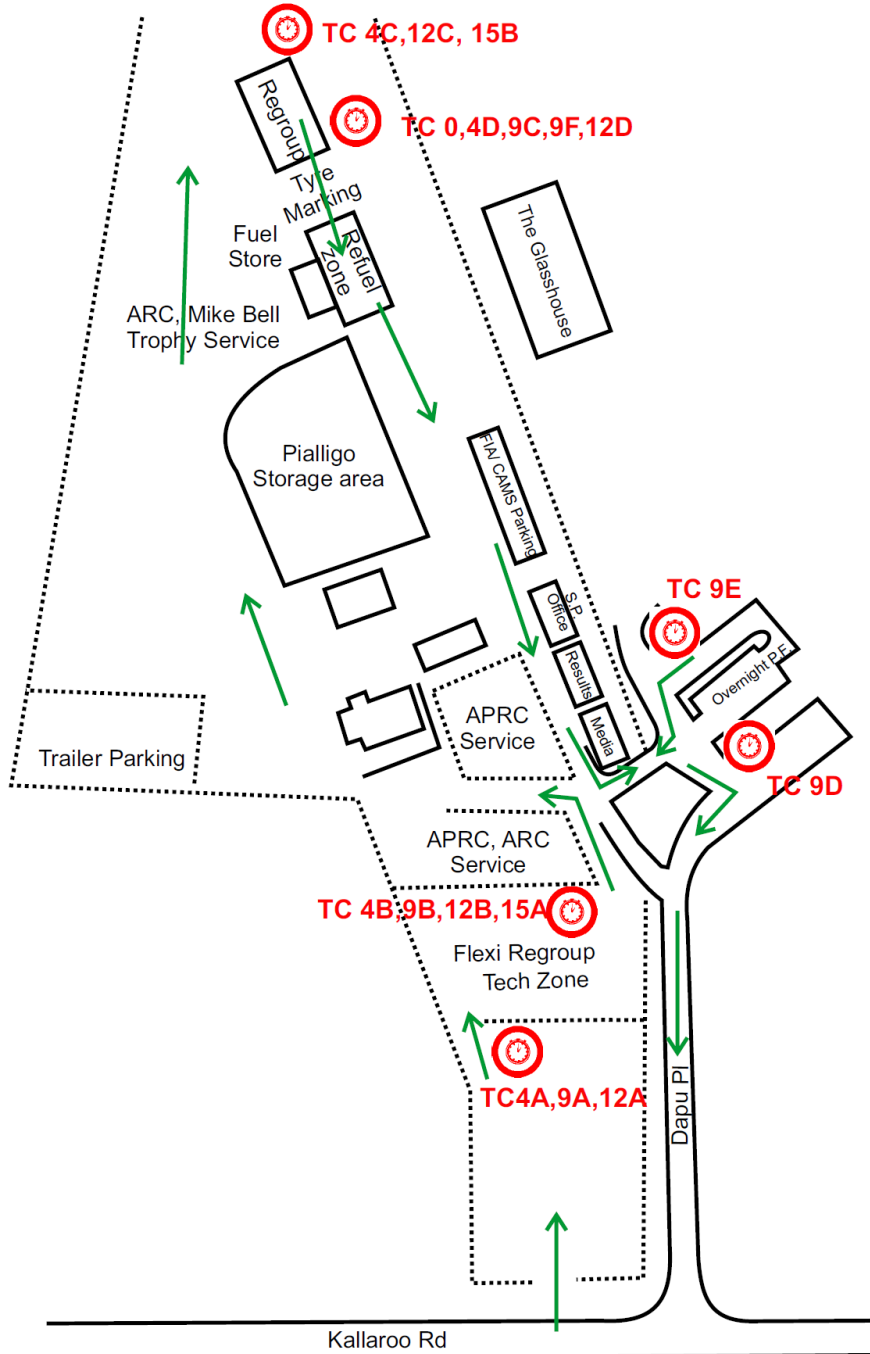 TC 4C,12C, 15B
Regroup
TC 0,4D,9C,9F,12D
Tyre
Marking
Fuel
Store
Refuel
zone
The Glasshouse
ARC, Mike Bell
Trophy Service
Pialligo
Storage area
FIA/ CAMS Parking
S.P.
Office
TC 9E
Results
Overnight P.F.
Media
APRC
Service
Trailer Parking
TC 9D
APRC, ARC
Service
TC 4B,9B,12B,15A
Flexi Regroup
Tech Zone
TC4A,9A,12A
Dapu Pl
Kallaroo Rd